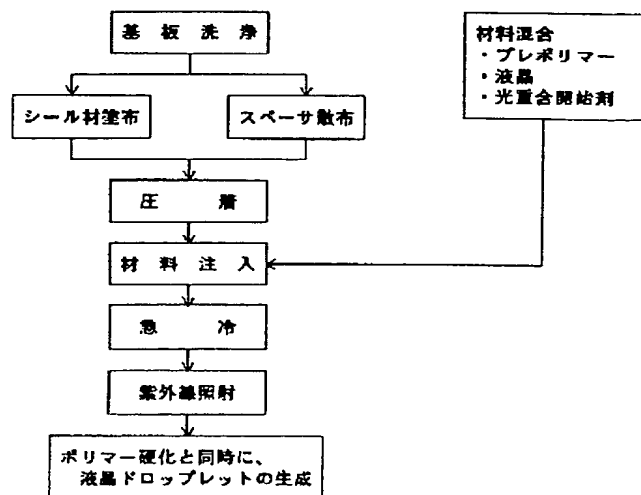 基板洗浄
材料混合
・プレポリマー
・液晶
・光重合開始剤
シール材塗布
スペーサ散布
圧着
材料注入
急冷
紫外線照射
ポリマー硬化と同時に、
液晶ドロップレットの生成